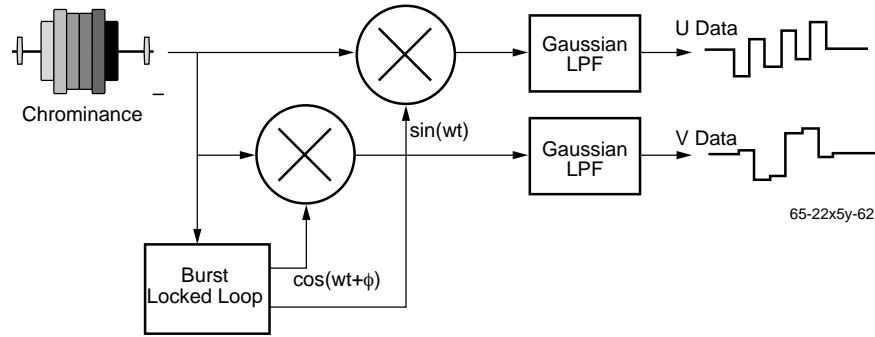 U Data
Gaussian
LPF
Chrominance
sin(wt)
V Data
Gaussian
LPF
65-22x5y-62
Burst
Locked Loop
cos(wt+ϕ)